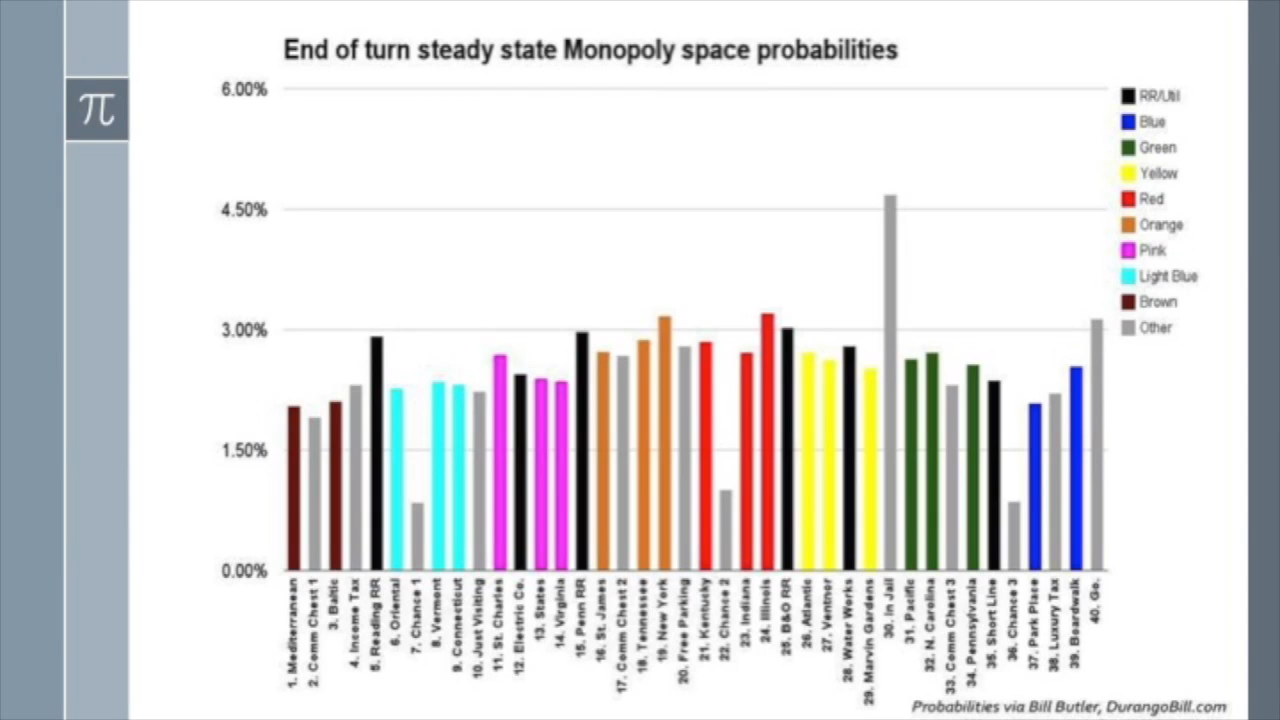 End of turn steady state Monopoly space probabilities
π
6.00%
4.50%
3.00%
1.50%
0.00%
RR/Util
Blue
Green
Yellow
Red
Orange
Pink
Light Blue
Brown
Other
1. Mediterranean
2. Comm Chest 1
3. Baltic
4. Income Tax
5. Reading RR
6. Oriental
7. Chance 1
8. Vermont
9. Connecticut
10. Just Visiting
11. St. Charles
12. Electric Co.
13. States
14. Virginia
15. Penn RR
16. St. James
17. Comm Chest 2
18. Tennessee
19. New York
20. Free Parking
21. Kentucky
22. Chance 2
23. Indiana
24. Illinois
25. B&O RR
26. Atlantic
27. Ventnor
28. Water Works
29. Marvin Gardens
30. In Jail
31. Pacific
32. N. Carolina
33. Comm Chest 3
34. Pennsylvania
35. Short Line
36. Chance 3
37. Park Place
38. Luxury Tax
39. Boardwalk
40. Go.
Probabilities via Bill Butler, DurangoBill.com